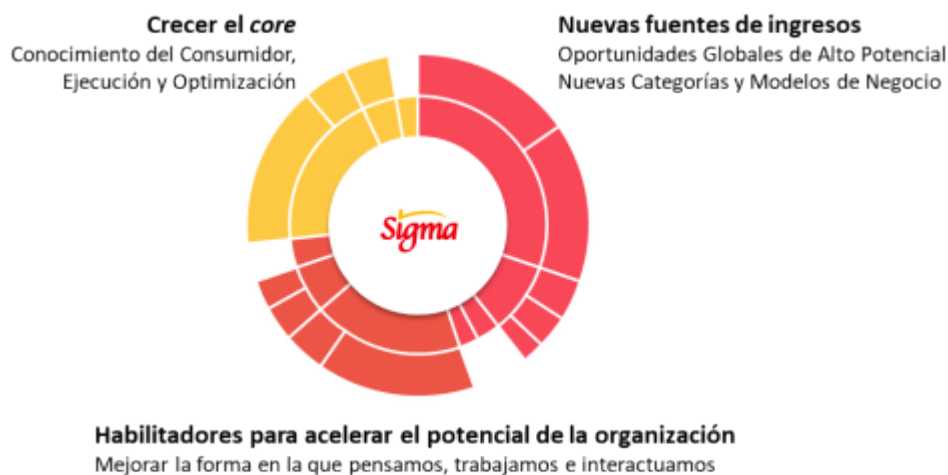 Crecer el core
Conocimiento del Consumidor,
Ejecución y Optimización
Nuevas fuentes de ingresos
Oportunidades Globales de Alto Potencial
Nuevas Categorías y Modelos de Negocio
Sigma
Habilitadores para acelerar el potencial de la organización
Mejorar la forma en la que pensamos, trabajamos e interactuamos